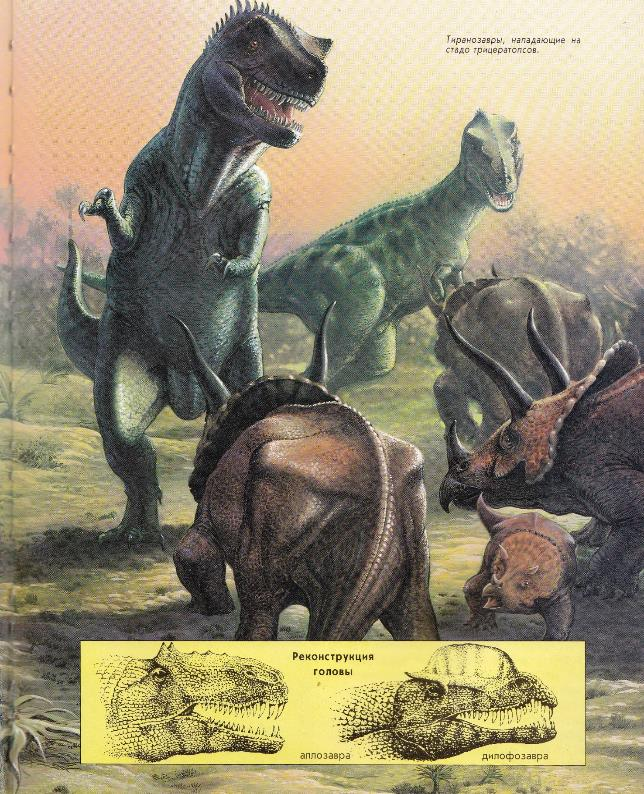 Тиранозавры, нападающие на
стадо трицератопсов.
Реконструкция
головы
аллозавра
дилофозавра